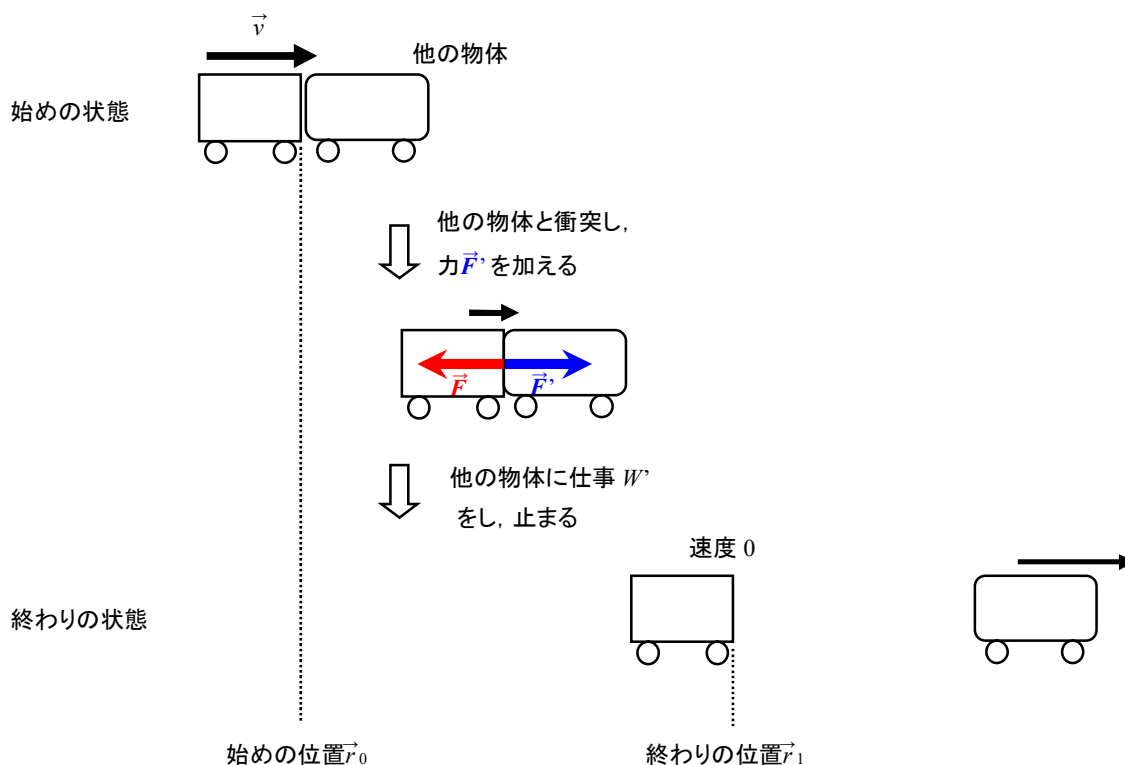 v⃗
他の物体
始めの状態
他の物体と衝突し,
力F⃗’を加える
F⃗ F⃗’
他の物体に仕事 W’
をし, 止まる
速度 0
終わりの状態
始めの位置r⃗0 終わりの位置r⃗1